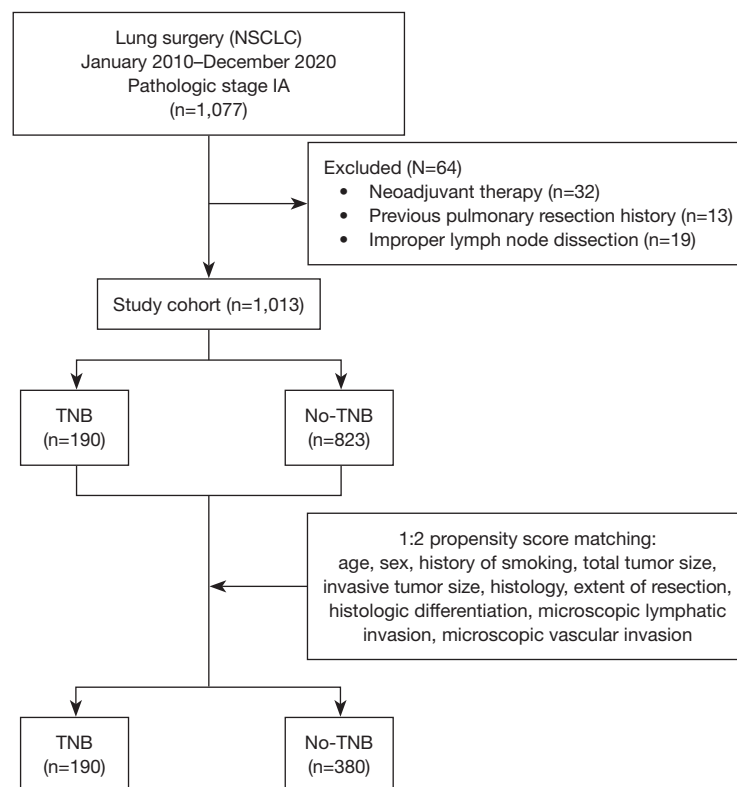 Lung surgery (NSCLC)
January 2010–December 2020
Pathologic stage IA
(n=1,077)
Excluded (N=64)
• Neoadjuvant therapy (n=32)
• Previous pulmonary resection history (n=13)
• Improper lymph node dissection (n=19)
Study cohort (n=1,013)
TNB
(n=190)
No-TNB
(n=823)
1:2 propensity score matching:
age, sex, history of smoking, total tumor size,
invasive tumor size, histology, extent of resection,
histologic differentiation, microscopic lymphatic
invasion, microscopic vascular invasion
TNB
(n=190)
No-TNB
(n=380)